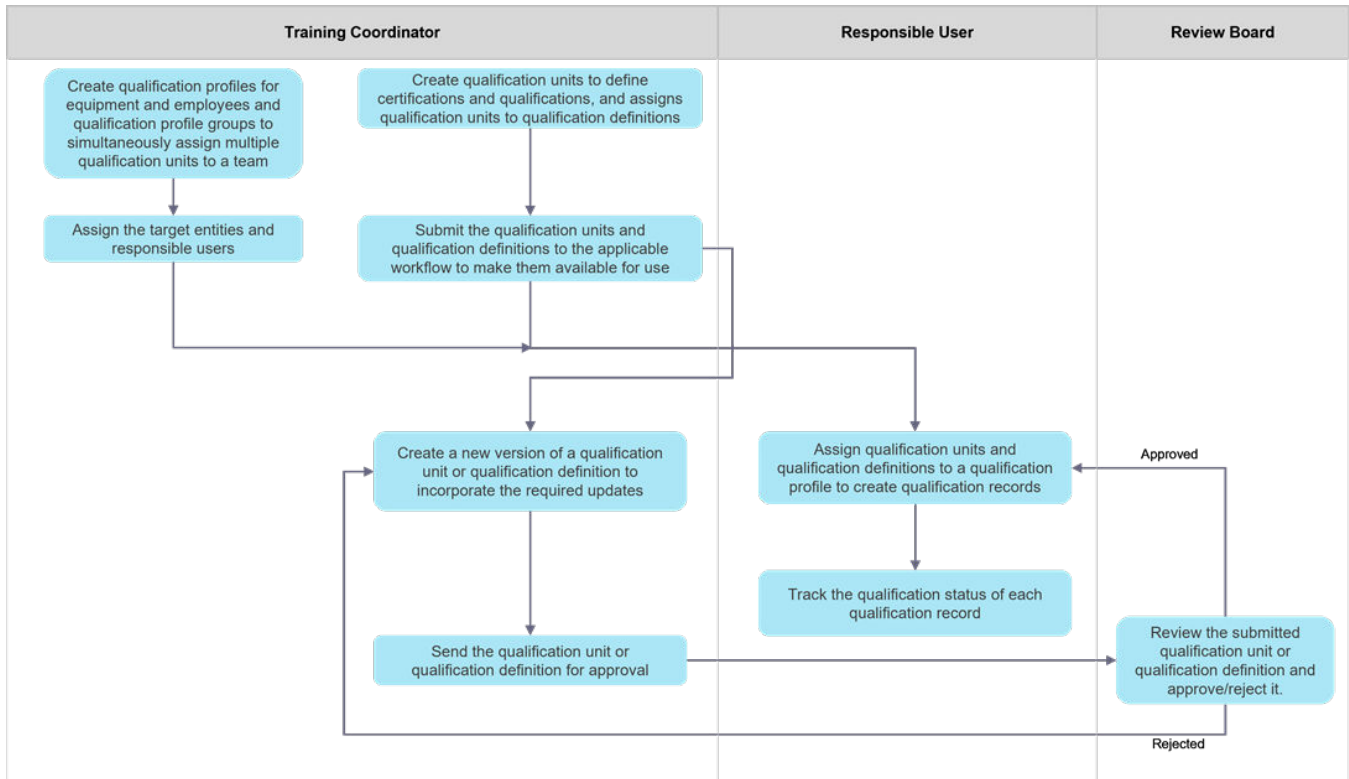 Training Coordinator
Responsible User
Review Board
Create qualification profiles for
equipment and employees and
qualification profile groups to
simultaneously assign multiple
qualification units to a team
Create qualification units to define
certifications and qualifications, and assigns
qualification units to qualification definitions
Assign the target entities and
responsible users
Submit the qualification units and
qualification definitions to the applicable
workflow to make them available for use
Create a new version of a qualification
unit or qualification definition to
incorporate the required updates
Assign qualification units and
qualification definitions to a qualification
profile to create qualification records
Approved
Track the qualification status of each
qualification record
Send the qualification unit or
qualification definition for approval
Review the submitted
qualification unit or
qualification definition and
approve/reject it.
Rejected